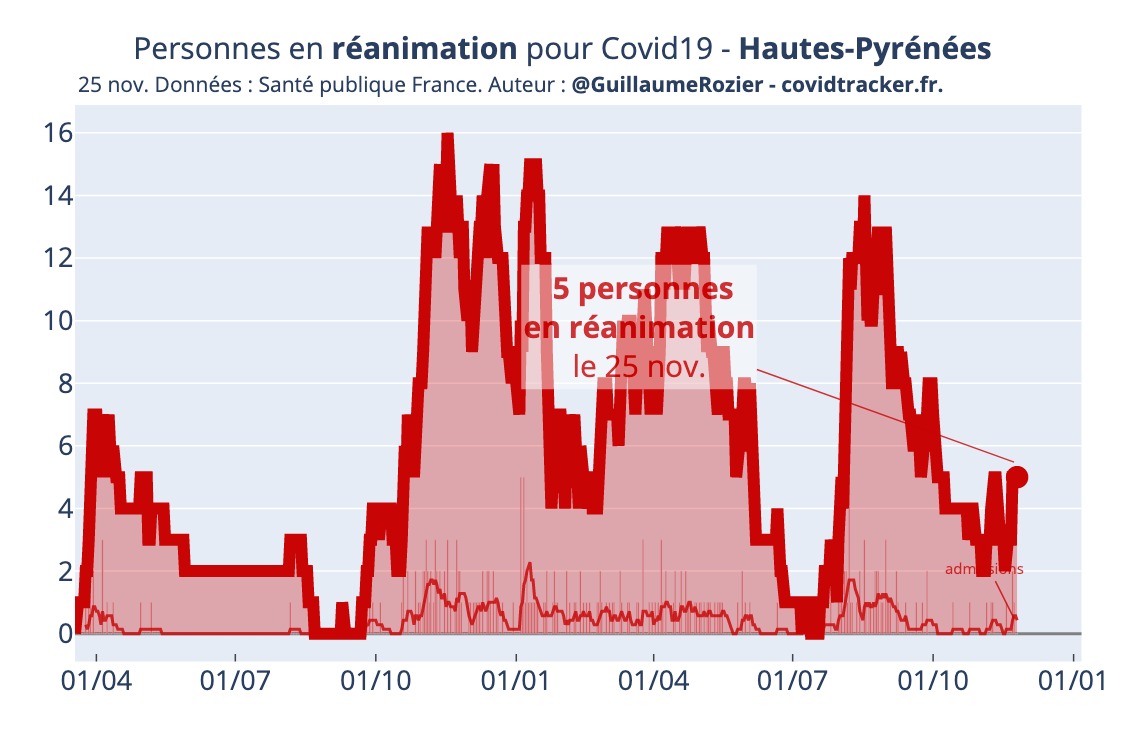 Personnes en réanimation pour Covid19 - Hautes-Pyrénées
25 nov. Données : Santé publique France. Auteur : @GuillaumeRozier - covidtracker.fr.
16
14
12
10
8
6
4
2
0
5 personnes
en réanimation
le 25 nov.
admissions
01/04
01/07
01/10
01/01
01/04
01/07
01/10
01/01